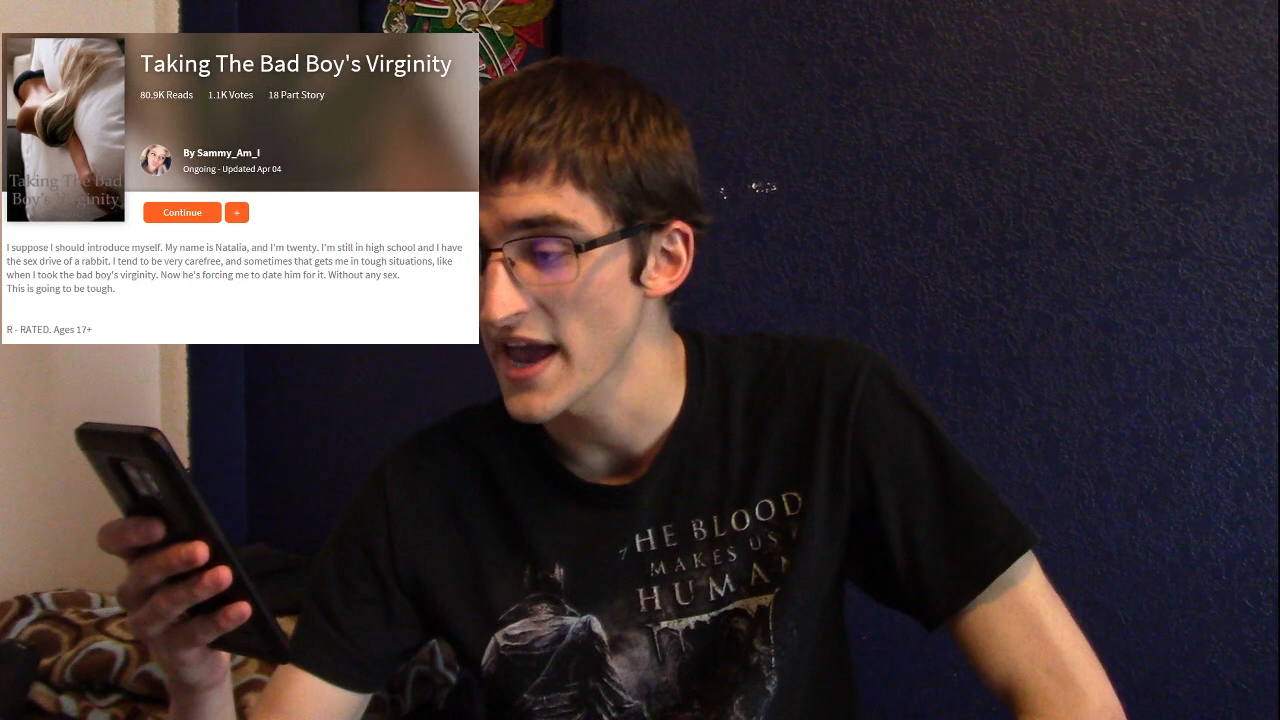 Taking The Bad Boy's Virginity
80.9K Reads 1.1K Votes 18 Part Story
By Sammy_Am_I
Ongoing - Updated Apr 04
Taking The Bad
Boy's Virginity
Continue +
I suppose I should introduce myself. My name is Natalia, and I'm twenty. I'm still in high school and I have
the sex drive of a rabbit. I tend to be very carefree, and sometimes that gets me in tough situations, like
when I took the bad boy's virginity. Now he's forcing me to date him for it. Without any sex.
This is going to be tough.
R - RATED. Ages 17+
HE BLOOD
MAKES US
HUMAN